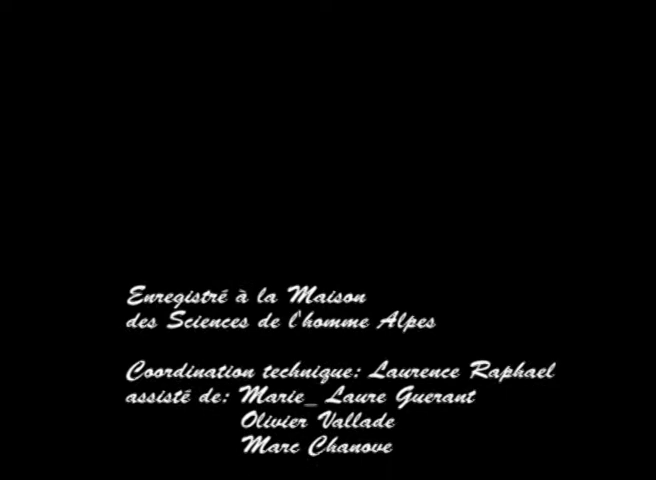 Enregistré à la Maison
des Sciences de l'homme Alpes
Coordination technique: Laurence Raphael
assisté de: Marie_ Laure Guerant
Olivier Vallade
Marc Chanove